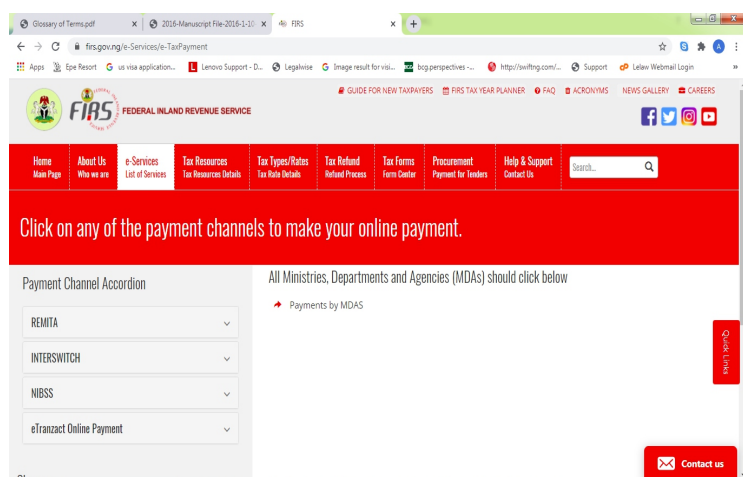 Glossary of Terms.pdf
2016-Manuscript File-2016-1-10
FIRS
firs.gov.ng/e-Services/e-TaxPayment
Apps
Epe Resort
us visa application...
Lenovo Support - D...
Legalwise
Image result for visi...
bcg.perspectives -...
http://swiftng.com/...
Support
Lelaw Webmail Login
GUIDE FOR NEW TAXPAYERS
FIRS TAX YEAR PLANNER
FAQ
ACRONYMS
NEWS GALLERY
CAREERS
FIRS
FEDERAL INLAND REVENUE SERVICE
Home
Main Page
About Us
Who we are
e-Services
List of Services
Tax Resources
Tax Resources Details
Tax Types/Rates
Tax Rate Details
Tax Refund
Refund Process
Tax Forms
Form Center
Procurement
Payment for Tenders
Help & Support
Contact Us
Search...
Click on any of the payment channels to make your online payment.
Payment Channel Accordion
REMITA
INTERSWITCH
NIBSS
eTranzact Online Payment
All Ministries, Departments and Agencies (MDAs) should click below
Payments by MDAS
Quick Links
Contact us